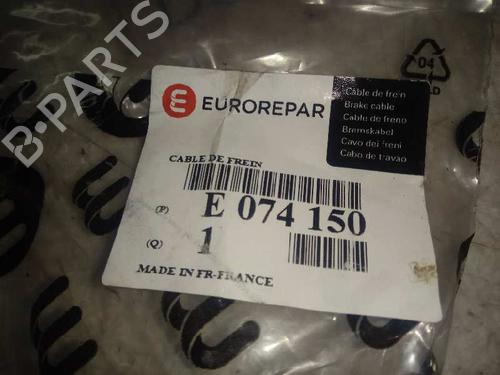 B-PARTS
EUROREPAR
Câble de frein
Brake cable
Cable de freno
Bremskabel
Cavo dei freni
Cabo de travão
04
CABLE DE FREIN
(P) E 074 150
(Q) 1
MADE IN FR-FRANCE